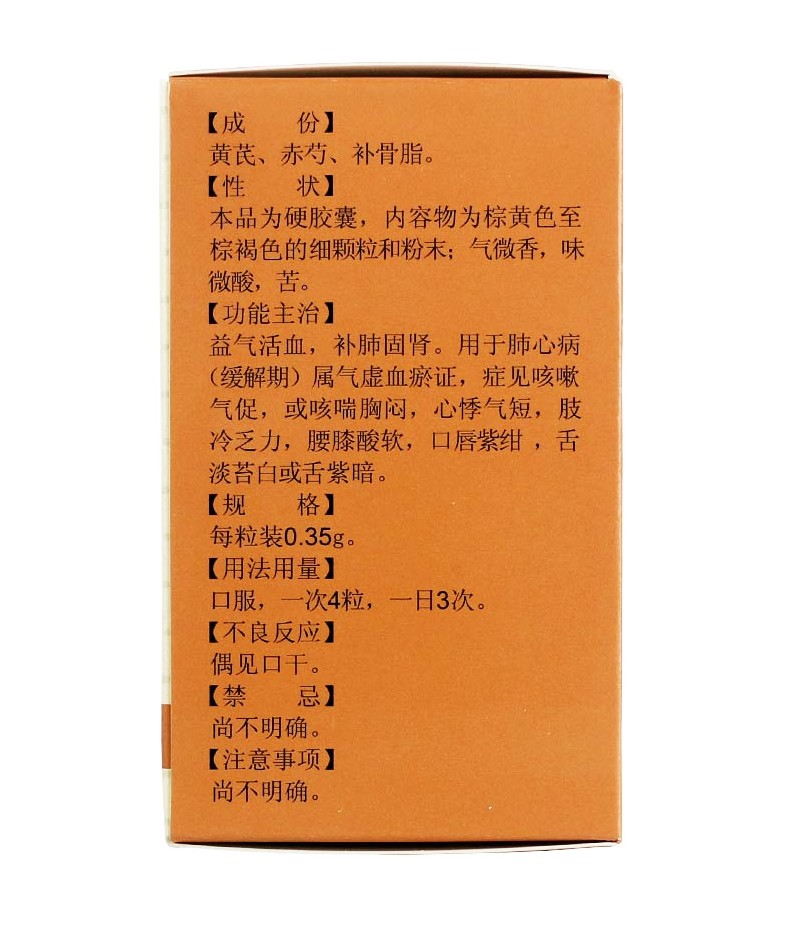 【成　　份】
黄芪、赤芍、补骨脂。
【性　　状】
本品为硬胶囊，内容物为棕黄色至
棕褐色的细颗粒和粉末；气微香，味
微酸，苦。
【功能主治】
益气活血，补肺固肾。用于肺心病
（缓解期）属气虚血瘀证，症见咳嗽
气促，或咳喘胸闷，心悸气短，肢
冷乏力，腰膝酸软，口唇紫绀 ，舌
淡苔白或舌紫暗。
【规　　格】
每粒装0.35g。
【用法用量】
口服，一次4粒，一日3次。
【不良反应】
偶见口干。
【禁　　忌】
尚不明确。
【注意事项】
尚不明确。